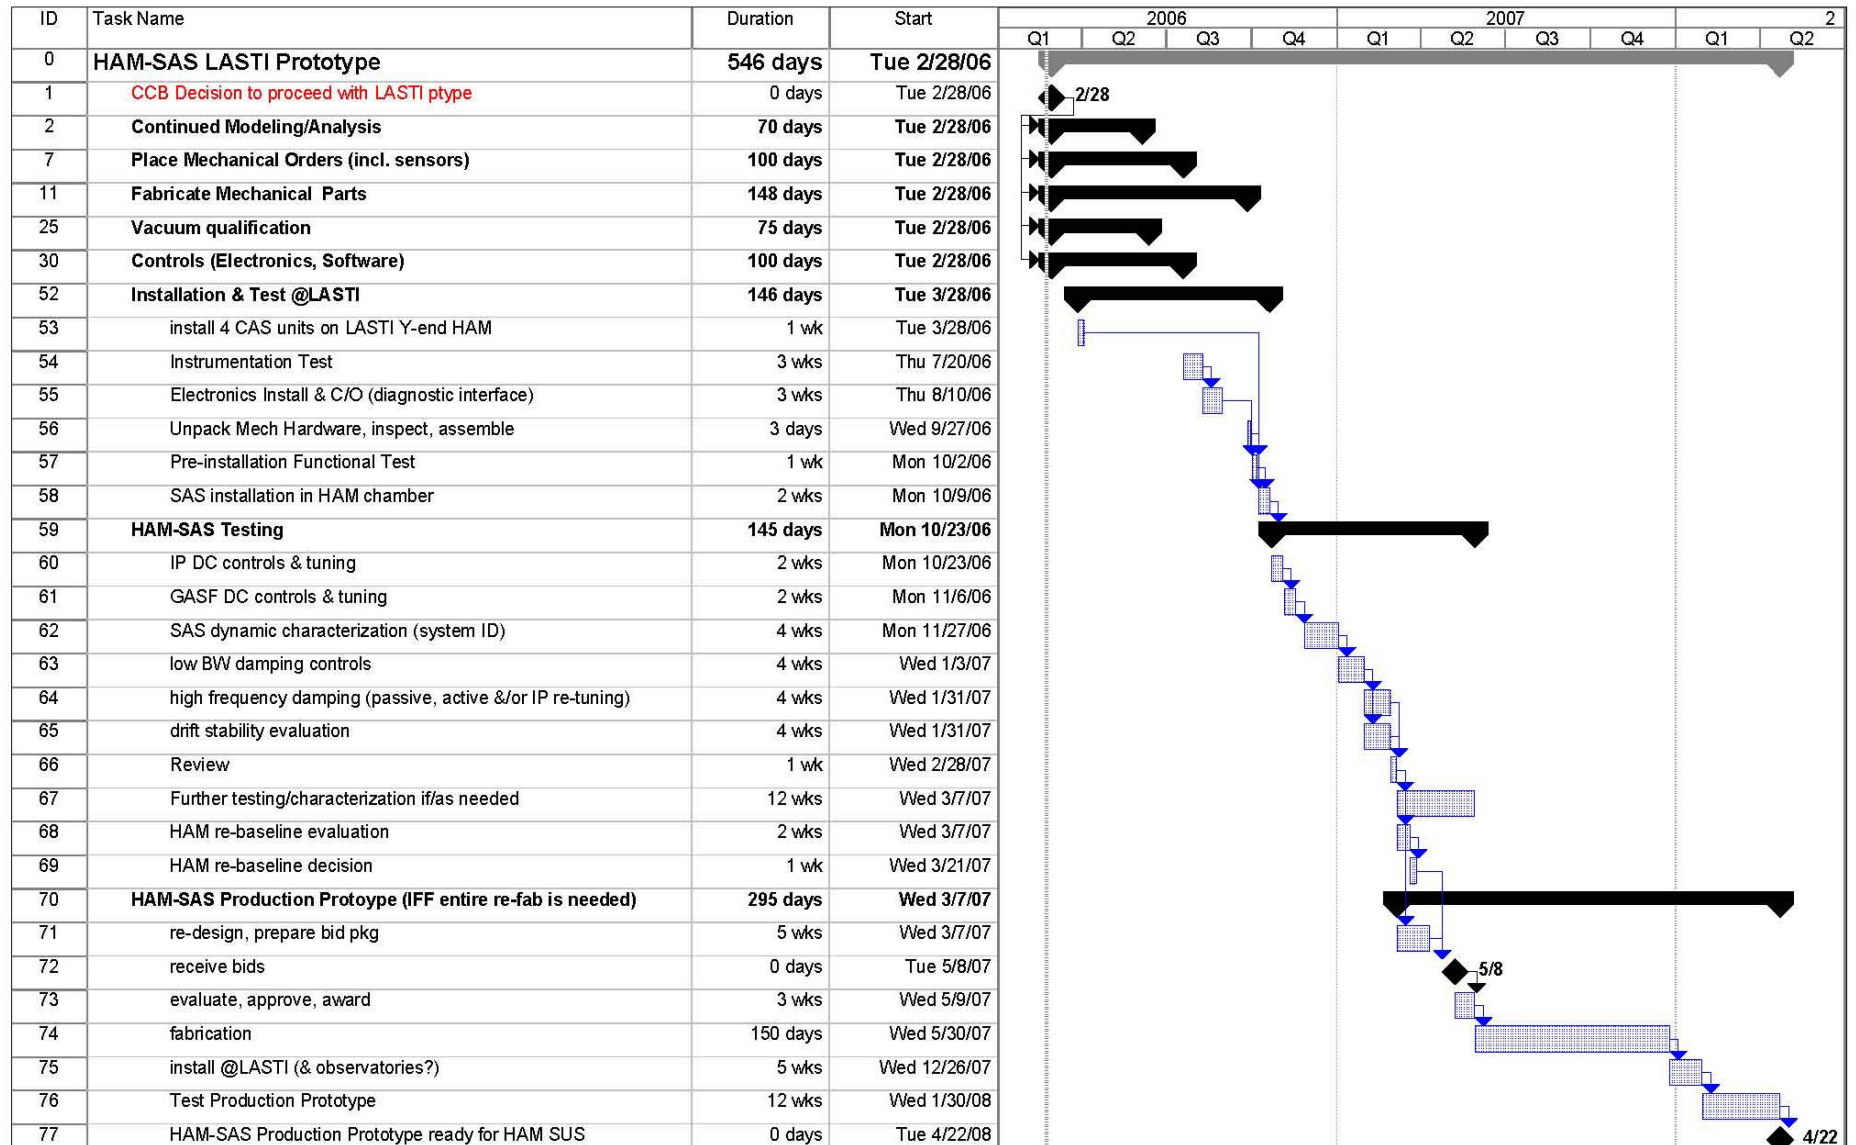 ID Task Name Duration Start 2006 2007 2
Q1 Q2 Q3 Q4 Q1 Q2 Q3 Q4 Q1 Q2
0 HAM-SAS LASTI Prototype 546 days Tue 2/28/06
1 CCB Decision to proceed with LASTI ptype 0 days Tue 2/28/06 2/28
2 Continued Modeling/Analysis 70 days Tue 2/28/06
7 Place Mechanical Orders (incl. sensors) 100 days Tue 2/28/06
11 Fabricate Mechanical Parts 148 days Tue 2/28/06
25 Vacuum qualification 75 days Tue 2/28/06
30 Controls (Electronics, Software) 100 days Tue 2/28/06
52 Installation & Test @LASTI 146 days Tue 3/28/06
53 install 4 CAS units on LASTI Y-end HAM 1 wk Tue 3/28/06
54 Instrumentation Test 3 wks Thu 7/20/06
55 Electronics Install & C/O (diagnostic interface) 3 wks Thu 8/10/06
56 Unpack Mech Hardware, inspect, assemble 3 days Wed 9/27/06
57 Pre-installation Functional Test 1 wk Mon 10/2/06
58 SAS installation in HAM chamber 2 wks Mon 10/9/06
59 HAM-SAS Testing 145 days Mon 10/23/06
60 IP DC controls & tuning 2 wks Mon 10/23/06
61 GASF DC controls & tuning 2 wks Mon 11/6/06
62 SAS dynamic characterization (system ID) 4 wks Mon 11/27/06
63 low BW damping controls 4 wks Wed 1/3/07
64 high frequency damping (passive, active &/or IP re-tuning) 4 wks Wed 1/31/07
65 drift stability evaluation 4 wks Wed 1/31/07
66 Review 1 wk Wed 2/28/07
67 Further testing/characterization if/as needed 12 wks Wed 3/7/07
68 HAM re-baseline evaluation 2 wks Wed 3/7/07
69 HAM re-baseline decision 1 wk Wed 3/21/07
70 HAM-SAS Production Protoype (IFF entire re-fab is needed) 295 days Wed 3/7/07
71 re-design, prepare bid pkg 5 wks Wed 3/7/07
72 receive bids 0 days Tue 5/8/07 5/8
73 evaluate, approve, award 3 wks Wed 5/9/07
74 fabrication 150 days Wed 5/30/07
75 install @LASTI (& observatories?) 5 wks Wed 12/26/07
76 Test Production Prototype 12 wks Wed 1/30/08
77 HAM-SAS Production Prototype ready for HAM SUS 0 days Tue 4/22/08 4/22